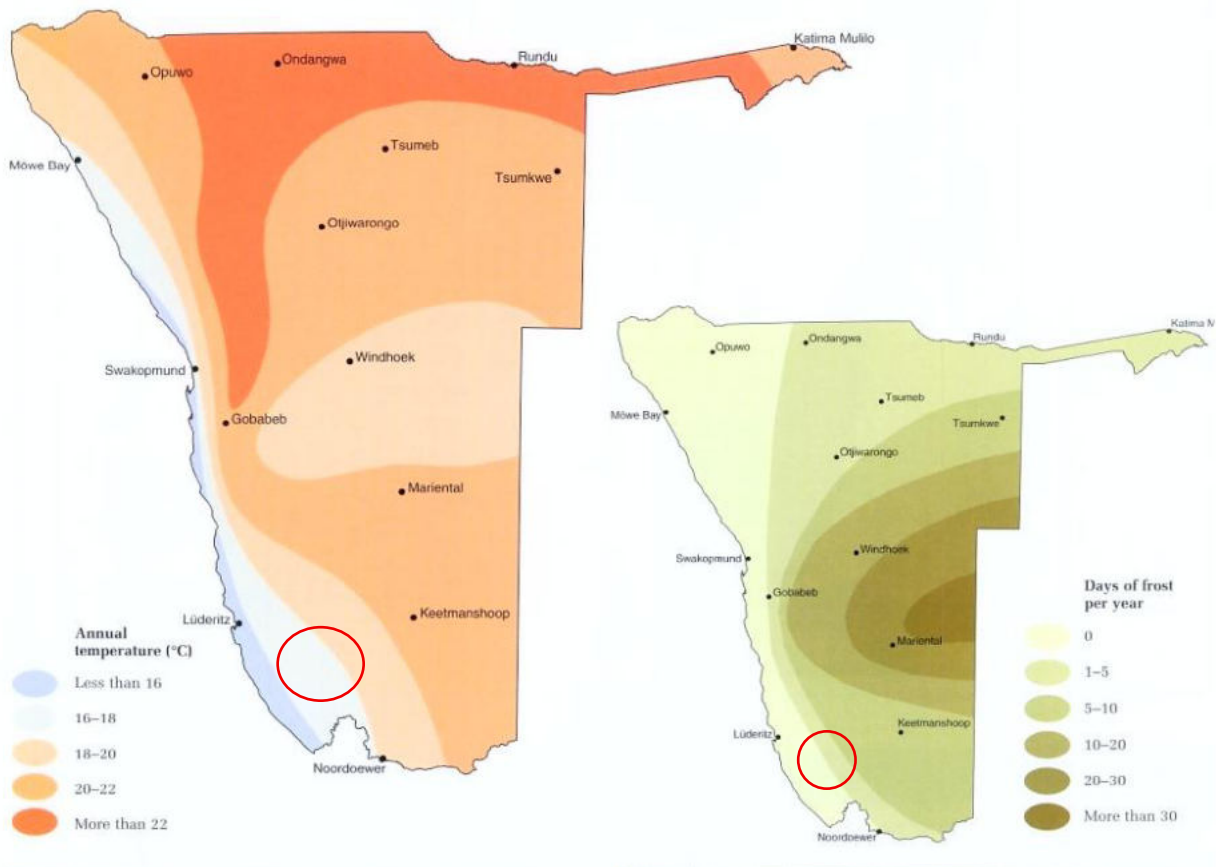 Katima Mulilo
Rundu
Ondangwa
Opuwo
Tsumeb
Möwe Bay
Tsumkwe
Otjiwarongo
Windhoek
Swakopmund
Gobabeb
Mariental
Keetmanshoop
Lüderitz
Noordoewer
Annual
temperature (°C)
Less than 16
16–18
18–20
20–22
More than 22
Katima M
Rundu
Ondangwa
Opuwo
Tsumeb
Möwe Bay
Tsumkwe
Otjiwarongo
Windhoek
Swakopmund
Gobabeb
Mariental
Keetmanshoop
Lüderitz
Noordoewer
Days of frost
per year
0
1–5
5–10
10–20
20–30
More than 30